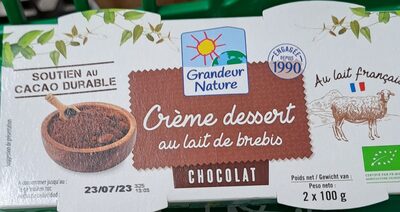 SOUTIEN AU
CACAO DURABLE
Grandeur
Nature
ENGAGÉE
DEPUIS
1990
Au lait français
Crème dessert
au lait de brebis
CHOCOLAT
23/07/23
Poids net / Gewicht van /
Peso neto :
2 x 100g